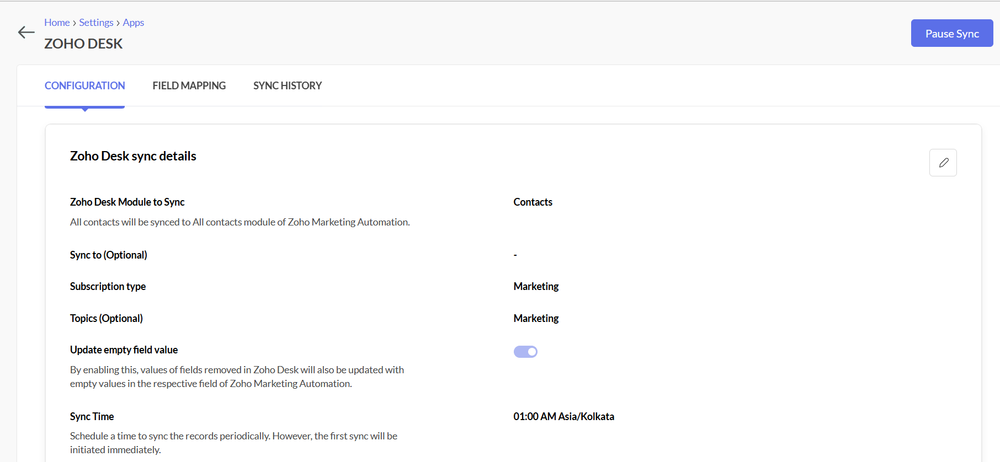 Home › Settings › Apps
ZOHO DESK
Pause Sync
CONFIGURATION FIELD MAPPING SYNC HISTORY
Zoho Desk sync details
Zoho Desk Module to Sync Contacts
All contacts will be synced to All contacts module of Zoho Marketing Automation.
Sync to (Optional) -
Subscription type Marketing
Topics (Optional) Marketing
Update empty field value
By enabling this, values of fields removed in Zoho Desk will also be updated with
empty values in the respective field of Zoho Marketing Automation.
Sync Time 01:00 AM Asia/Kolkata
Schedule a time to sync the records periodically. However, the first sync will be
initiated immediately.